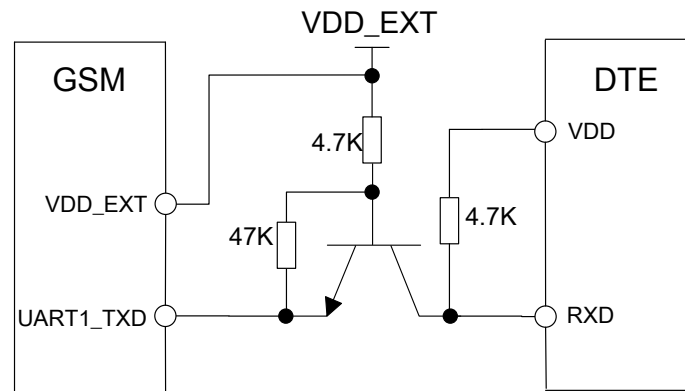 VDD_EXT
GSM
DTE
VDD
4.7K
VDD_EXT
47K
4.7K
UART1_TXD
RXD